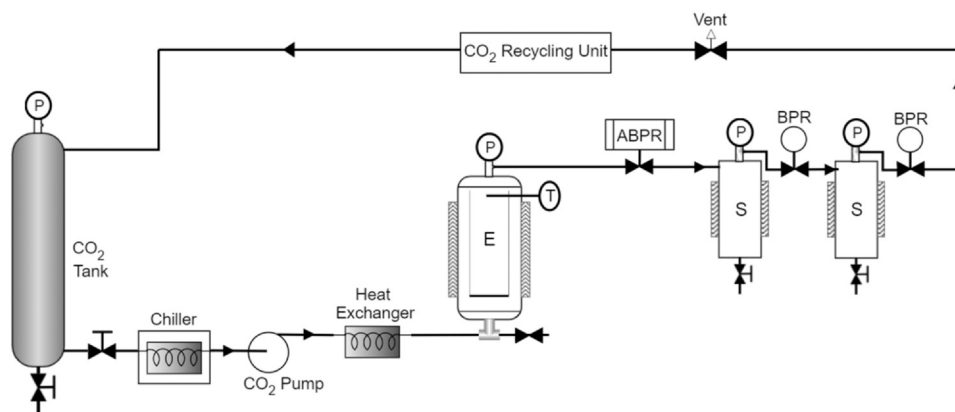 Vent
CO2 Recycling Unit
P
BPR
BPR
ABPR
P
P
P
T
S
S
E
CO2
Tank
Heat
Exchanger
Chiller
CO2 Pump